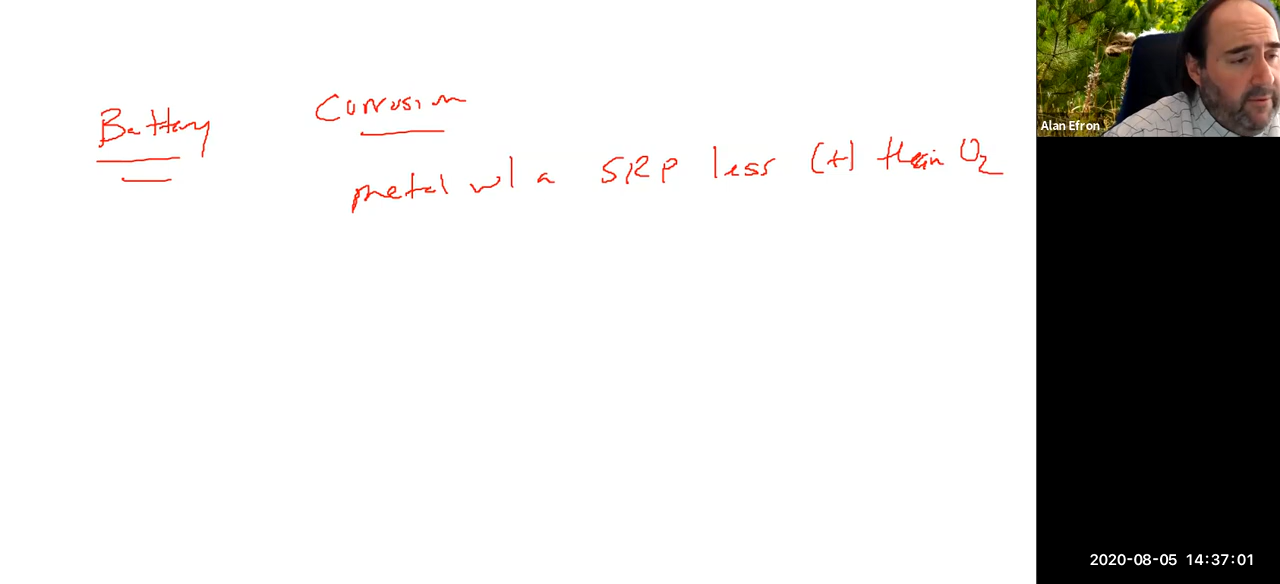 Battery
Corrosion
metal w/ a SRP less (+) than O2
Alan Efron
2020-08-05 14:37:01